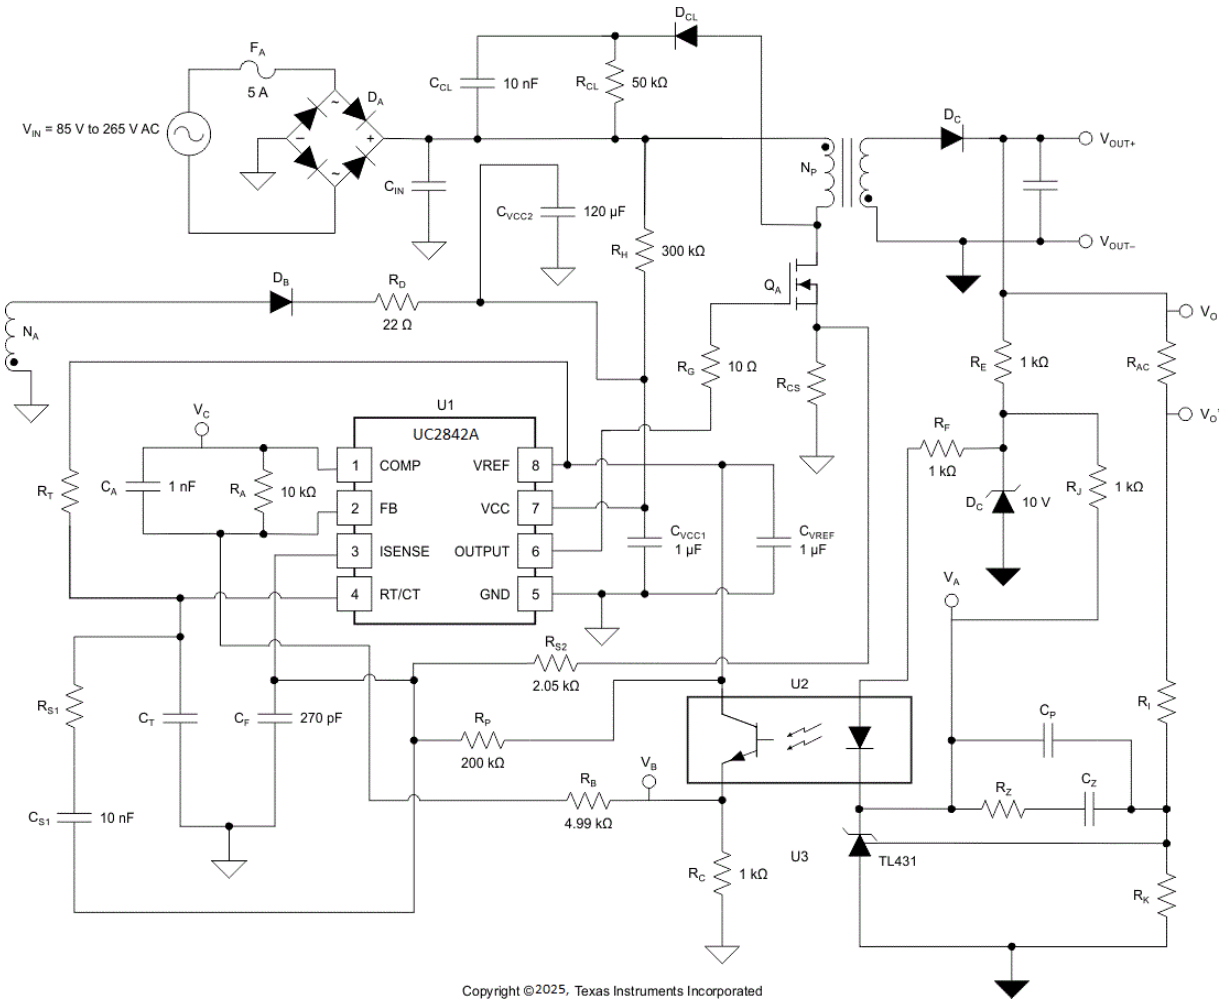 D_CL
F_A
C_CL
10 nF
R_CL
50 kΩ
5 A
D_A
V_IN = 85 V to 265 V AC
~
−
+
~
D_C
V_OUT+
N_P
C_IN
C_VCC2
120 µF
V_OUT−
R_H
300 kΩ
Q_A
D_B
R_D
22 Ω
V_O
N_A
R_G
10 Ω
R_CS
R_E
1 kΩ
R_AC
V_C
U1
UC2842A
V_O'
R_F
1 kΩ
1
COMP
VREF
8
R_T
C_A
1 nF
R_A
10 kΩ
D_C
10 V
R_J
1 kΩ
2
FB
VCC
7
C_VCC1
1 µF
C_VREF
1 µF
3
ISENSE
OUTPUT
6
4
RT/CT
GND
5
V_A
R_S2
2.05 kΩ
U2
R_S1
C_T
C_F
270 pF
R_P
200 kΩ
C_P
R_I
V_B
R_B
4.99 kΩ
R_Z
C_Z
C_S1
10 nF
U3
TL431
R_C
1 kΩ
R_K
Copyright ©2025, Texas Instruments Incorporated